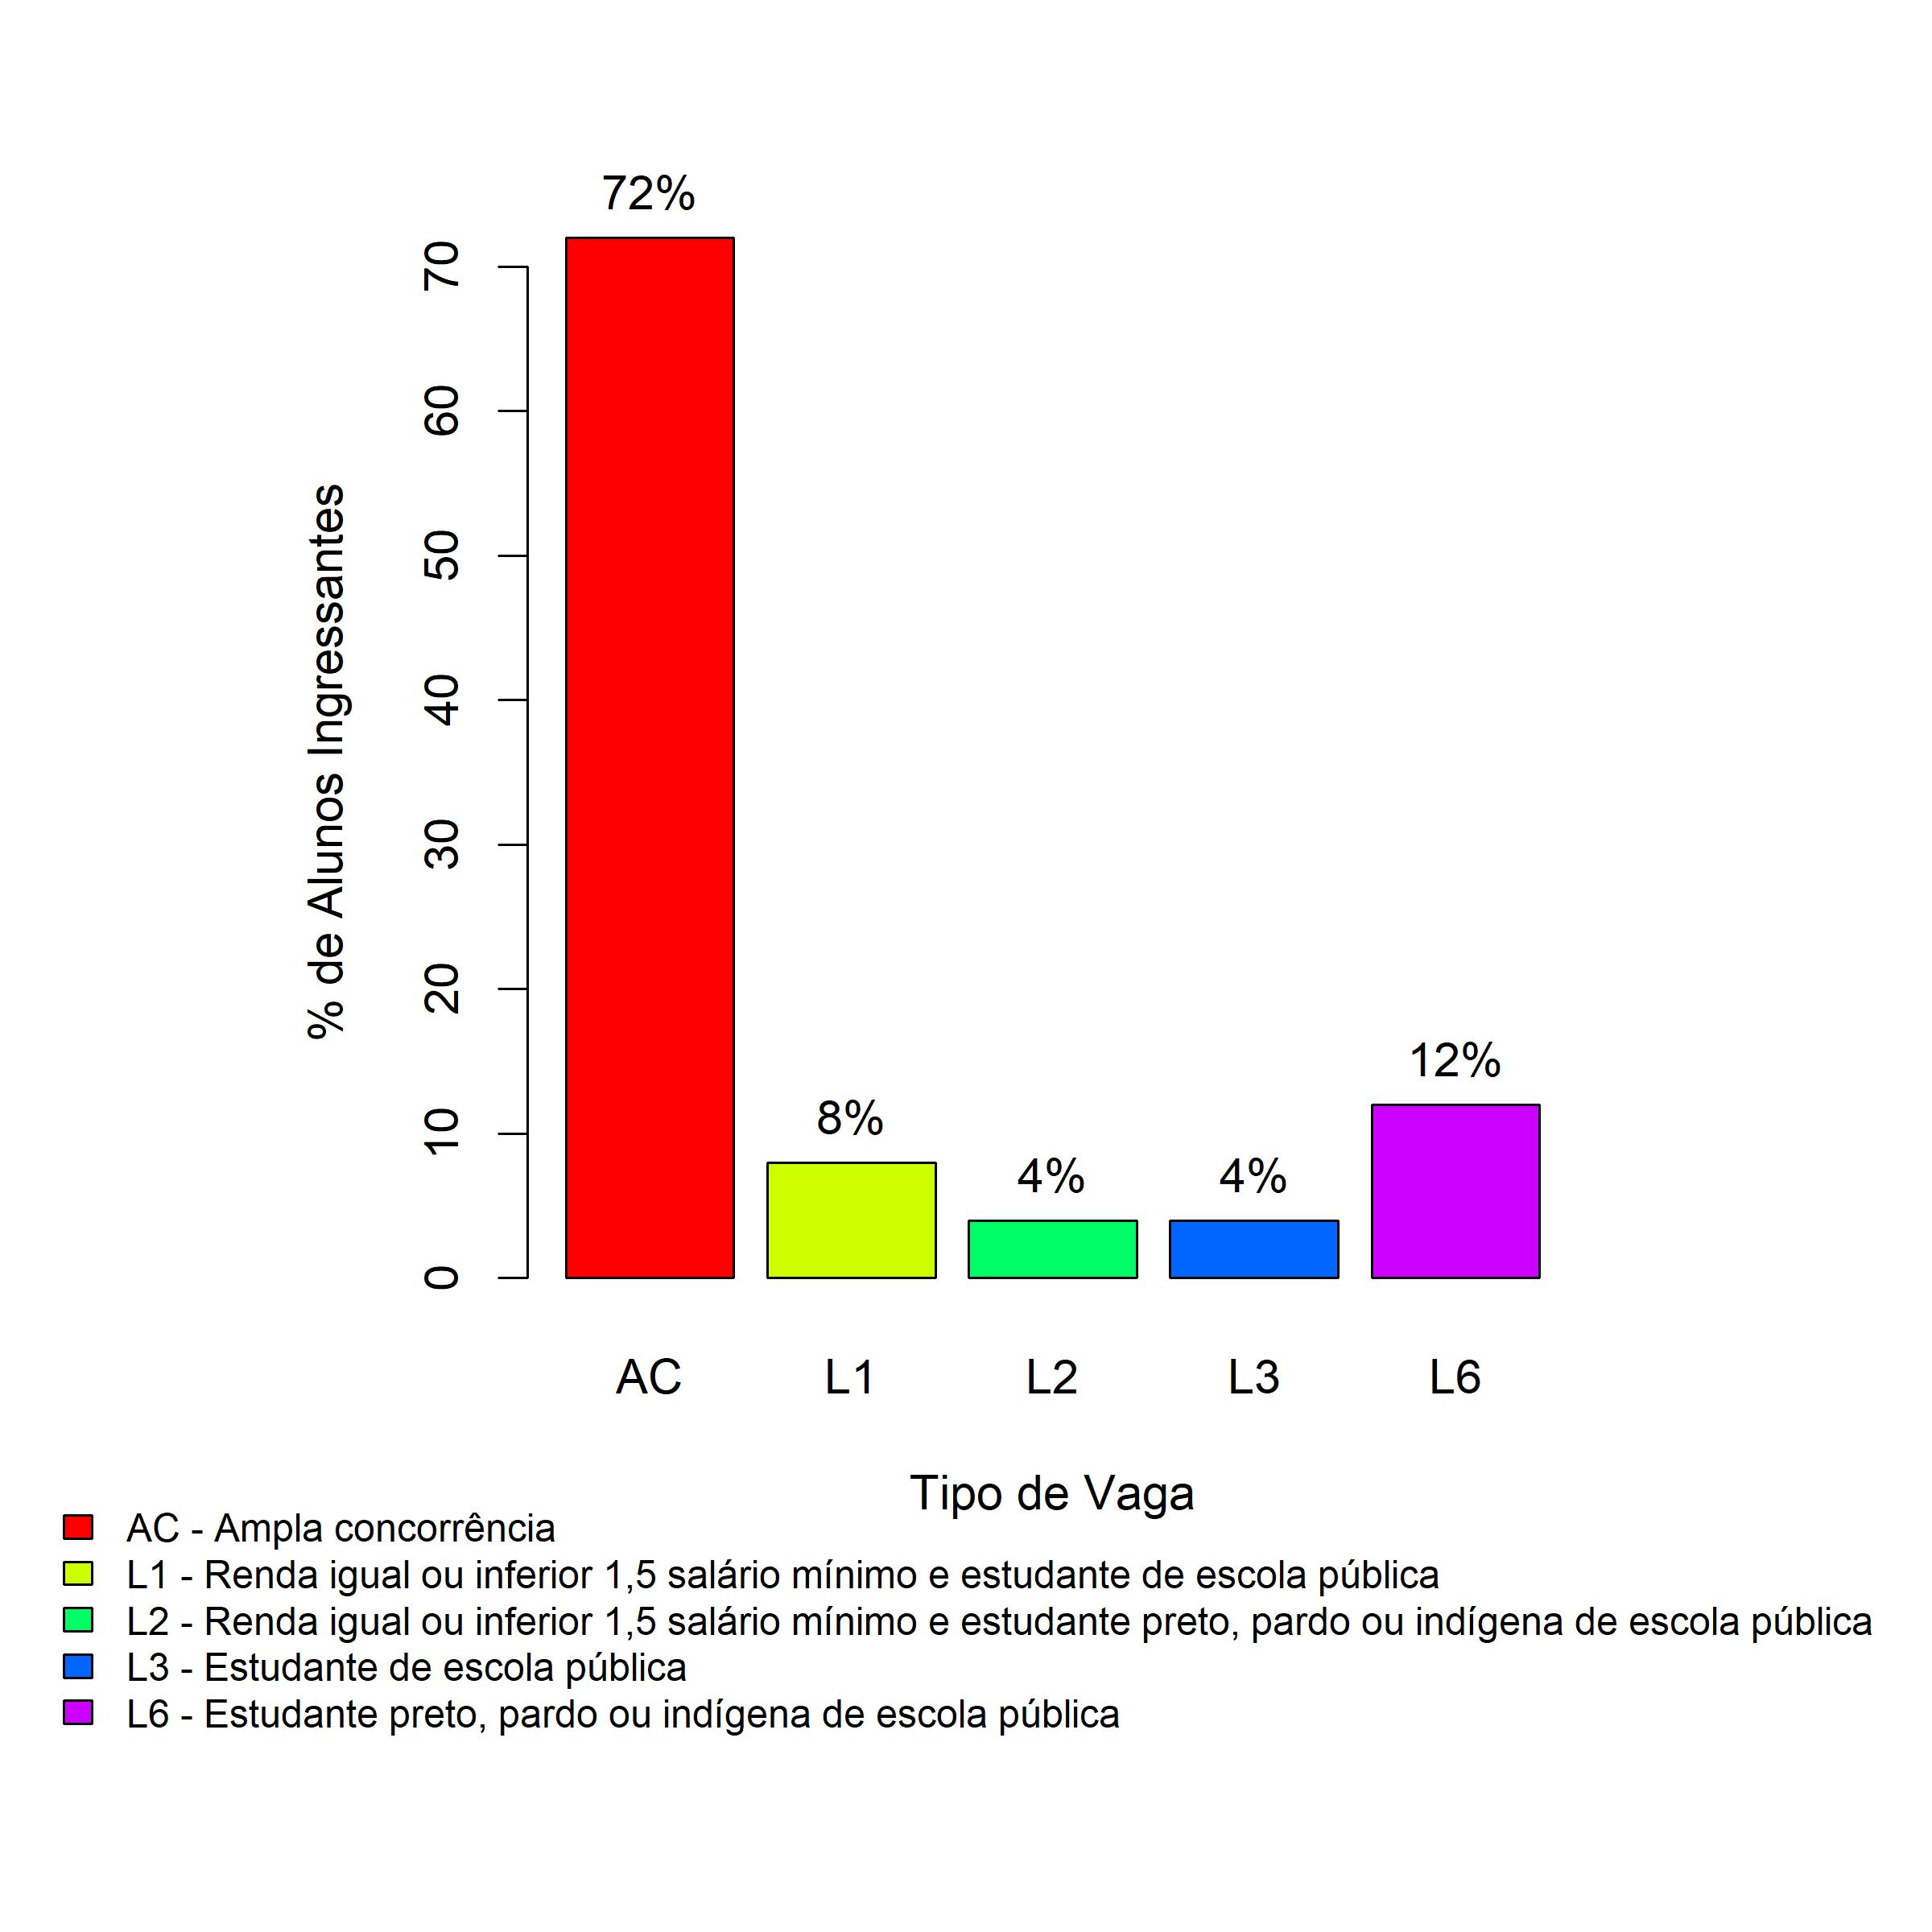 72%
70
60
50
40
30
20
10
0
% de Alunos Ingressantes
8%
4%
4%
12%
AC
L1
L2
L3
L6
Tipo de Vaga
AC - Ampla concorrência
L1 - Renda igual ou inferior 1,5 salário mínimo e estudante de escola pública
L2 - Renda igual ou inferior 1,5 salário mínimo e estudante preto, pardo ou indígena de escola pública
L3 - Estudante de escola pública
L6 - Estudante preto, pardo ou indígena de escola pública